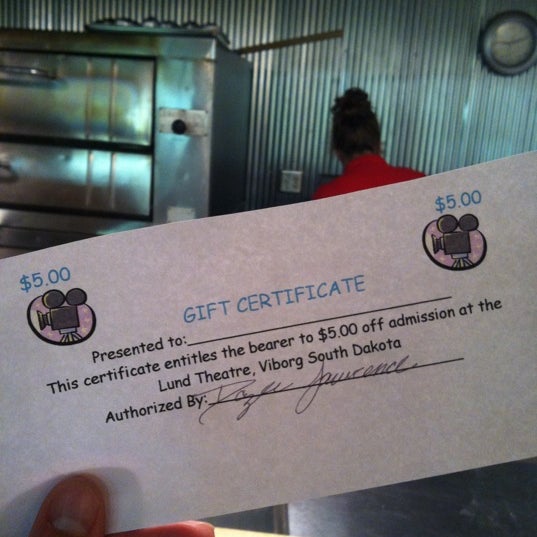 $5.00
$5.00
GIFT CERTIFICATE
Presented to:
This certificate entitles the bearer to $5.00 off admission at the
Lund Theatre, Viborg South Dakota
Authorized By: Lawrence